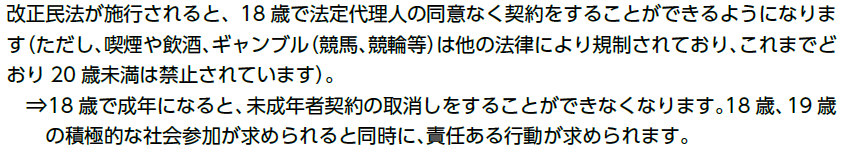 改正民法が施行されると、18 歳で法定代理人の同意なく契約をすることができるようになりま
す（ただし、喫煙や飲酒、ギャンブル（競馬、競輪等）は他の法律により規制されており、これまでど
おり 20 歳未満は禁止されています）。
⇒18 歳で成年になると、未成年者契約の取消しをすることができなくなります。18 歳、19 歳
の積極的な社会参加が求められると同時に、責任ある行動が求められます。